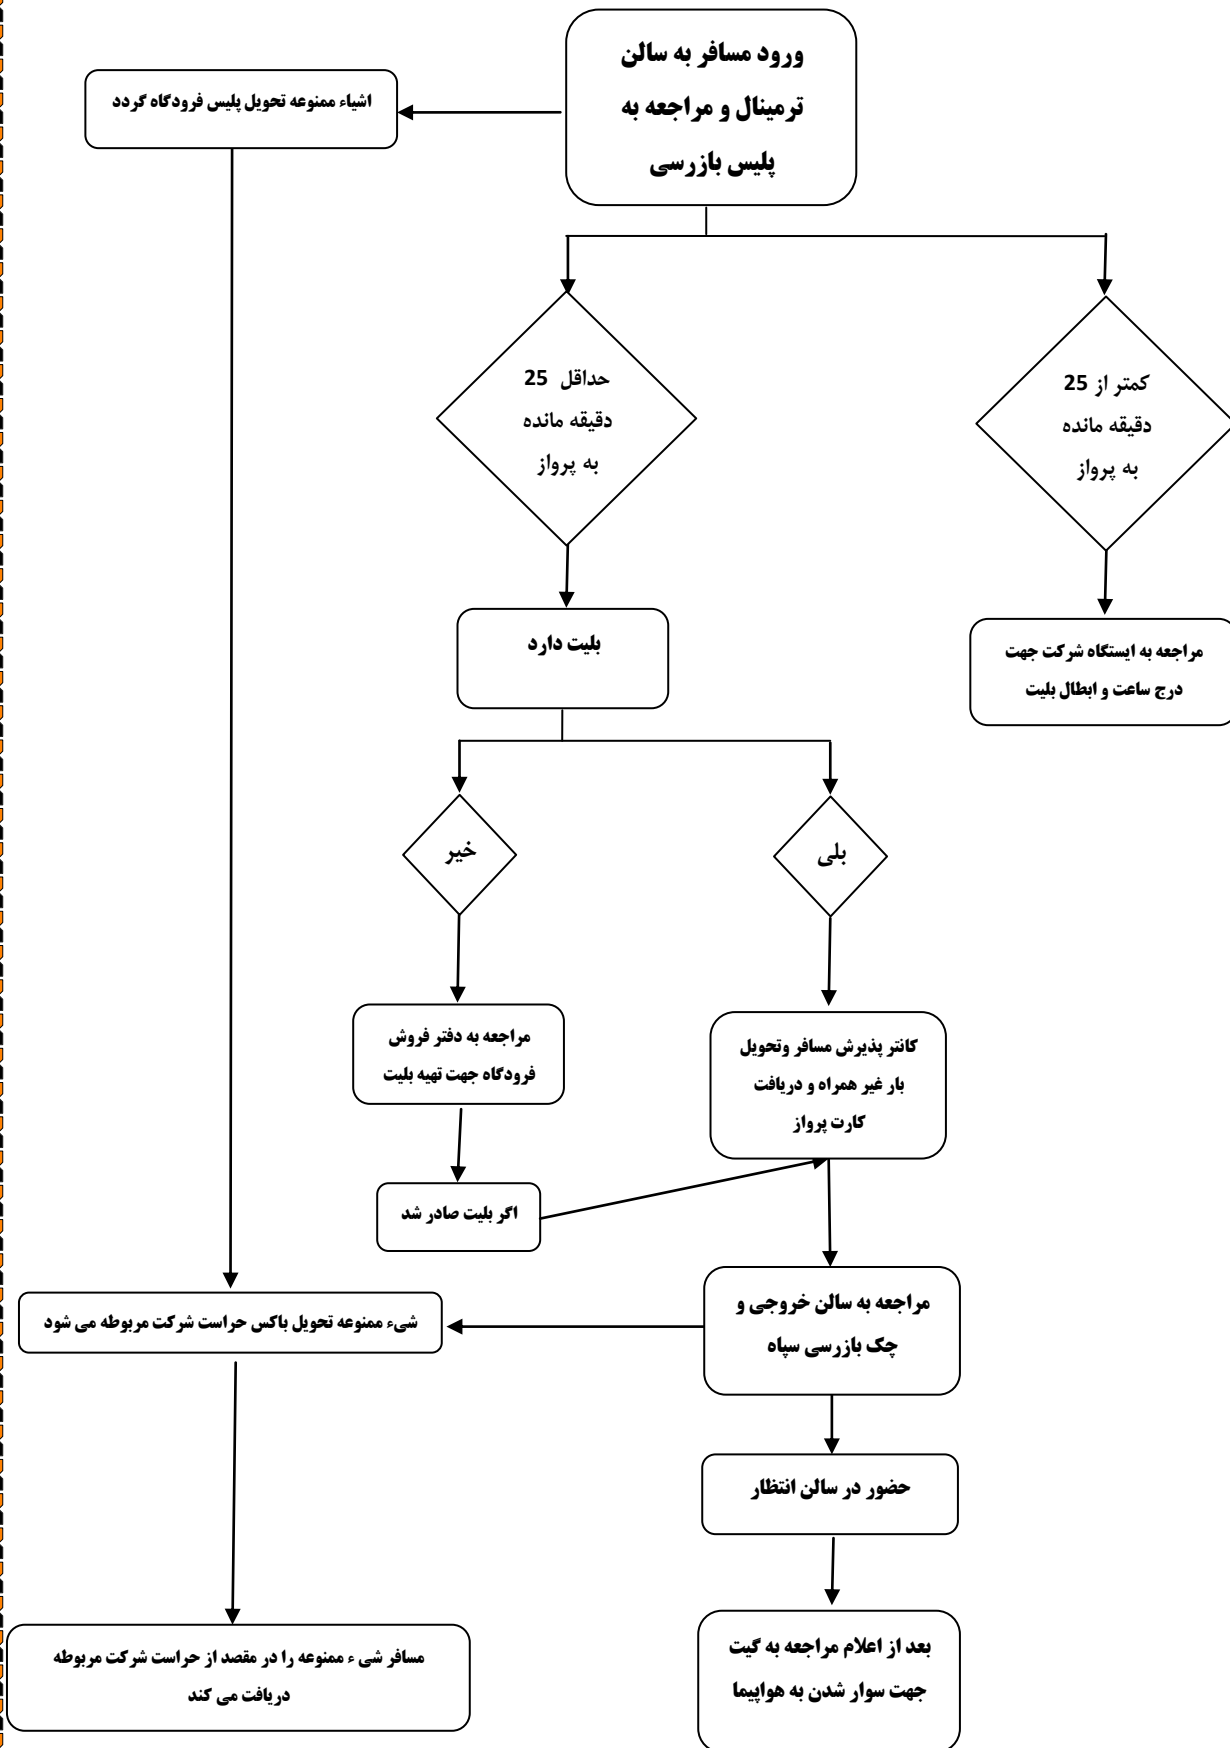 ورود مسافر به سالن
ترمینال و مراجعه به
پلیس بازرسی
اشیاء ممنوعه تحویل پلیس فرودگاه گردد
کمتر از 25
دقیقه مانده
به پرواز
حداقل 25
دقیقه مانده
به پرواز
مراجعه به ایستگاه شرکت جهت
درج ساعت و ابطال بلیت
بلیت دارد
بلی
خیر
کانتر پذیرش مسافر وتحویل
بار غیر همراه و دریافت
کارت پرواز
مراجعه به دفتر فروش
فرودگاه جهت تهیه بلیت
اگر بلیت صادر شد
مراجعه به سالن خروجی و
چک بازرسی سپاه
شیء ممنوعه تحویل باکس حراست شرکت مربوطه می شود
حضور در سالن انتظار
بعد از اعلام مراجعه به گیت
جهت سوار شدن به هواپیما
مسافر شی ء ممنوعه را در مقصد از حراست شرکت مربوطه
دریافت می کند